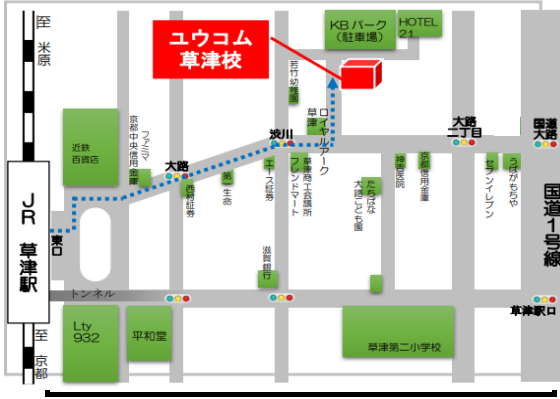 至
米原
KBパーク
(駐車場)
HOTEL
21
ユウコム
草津校
若竹幼稚園
草津
ロイヤルアーク
渋川
大路
二丁目
国道
大路
京都中央信用金庫
ファミマ
近鉄
百貨店
大路
西村証券
第一生命
エース証券
フレンドマート
草津商工会議所
大路こども園
たちばな
神吉医院
京都信用金庫
セブンイレブン
うばがもちや
国道1号線
JR 草津駅
東口
滋賀銀行
トンネル
草津駅口
Lty
932
平和堂
草津第二小学校
至
京都